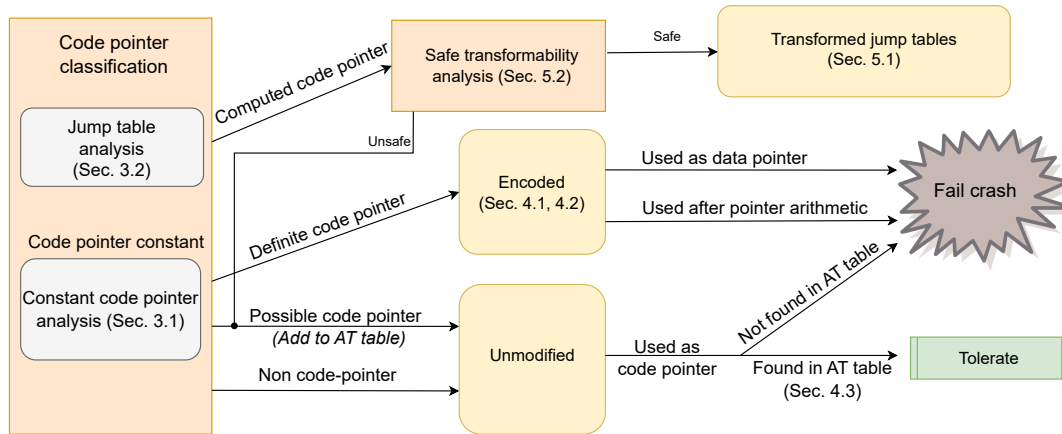 Code pointer
classification
Jump table
analysis
(Sec. 3.2)
Code pointer constant
Constant code pointer
analysis (Sec. 3.1)
Computed code pointer
Safe transformability
analysis (Sec. 5.2)
Safe
Transformed jump tables
(Sec. 5.1)
Unsafe
Definite code pointer
Encoded
(Sec. 4.1, 4.2)
Used as data pointer
Used after pointer arithmetic
Fail crash
Possible code pointer
(Add to AT table)
Non code-pointer
Unmodified
Used as
code pointer
Not found in AT table
Found in AT table
(Sec. 4.3)
Tolerate